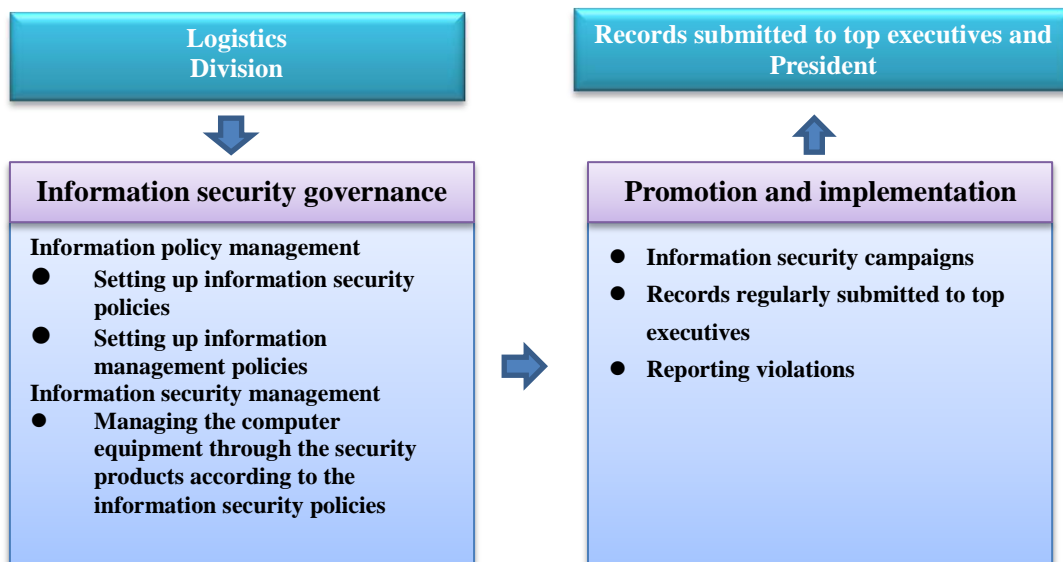 Logistics
Division
Records submitted to top executives and
President
Information security governance
Information policy management
● Setting up information security
policies
● Setting up information
management policies
Information security management
● Managing the computer
equipment through the security
products according to the
information security policies
Promotion and implementation
● Information security campaigns
● Records regularly submitted to top
executives
● Reporting violations